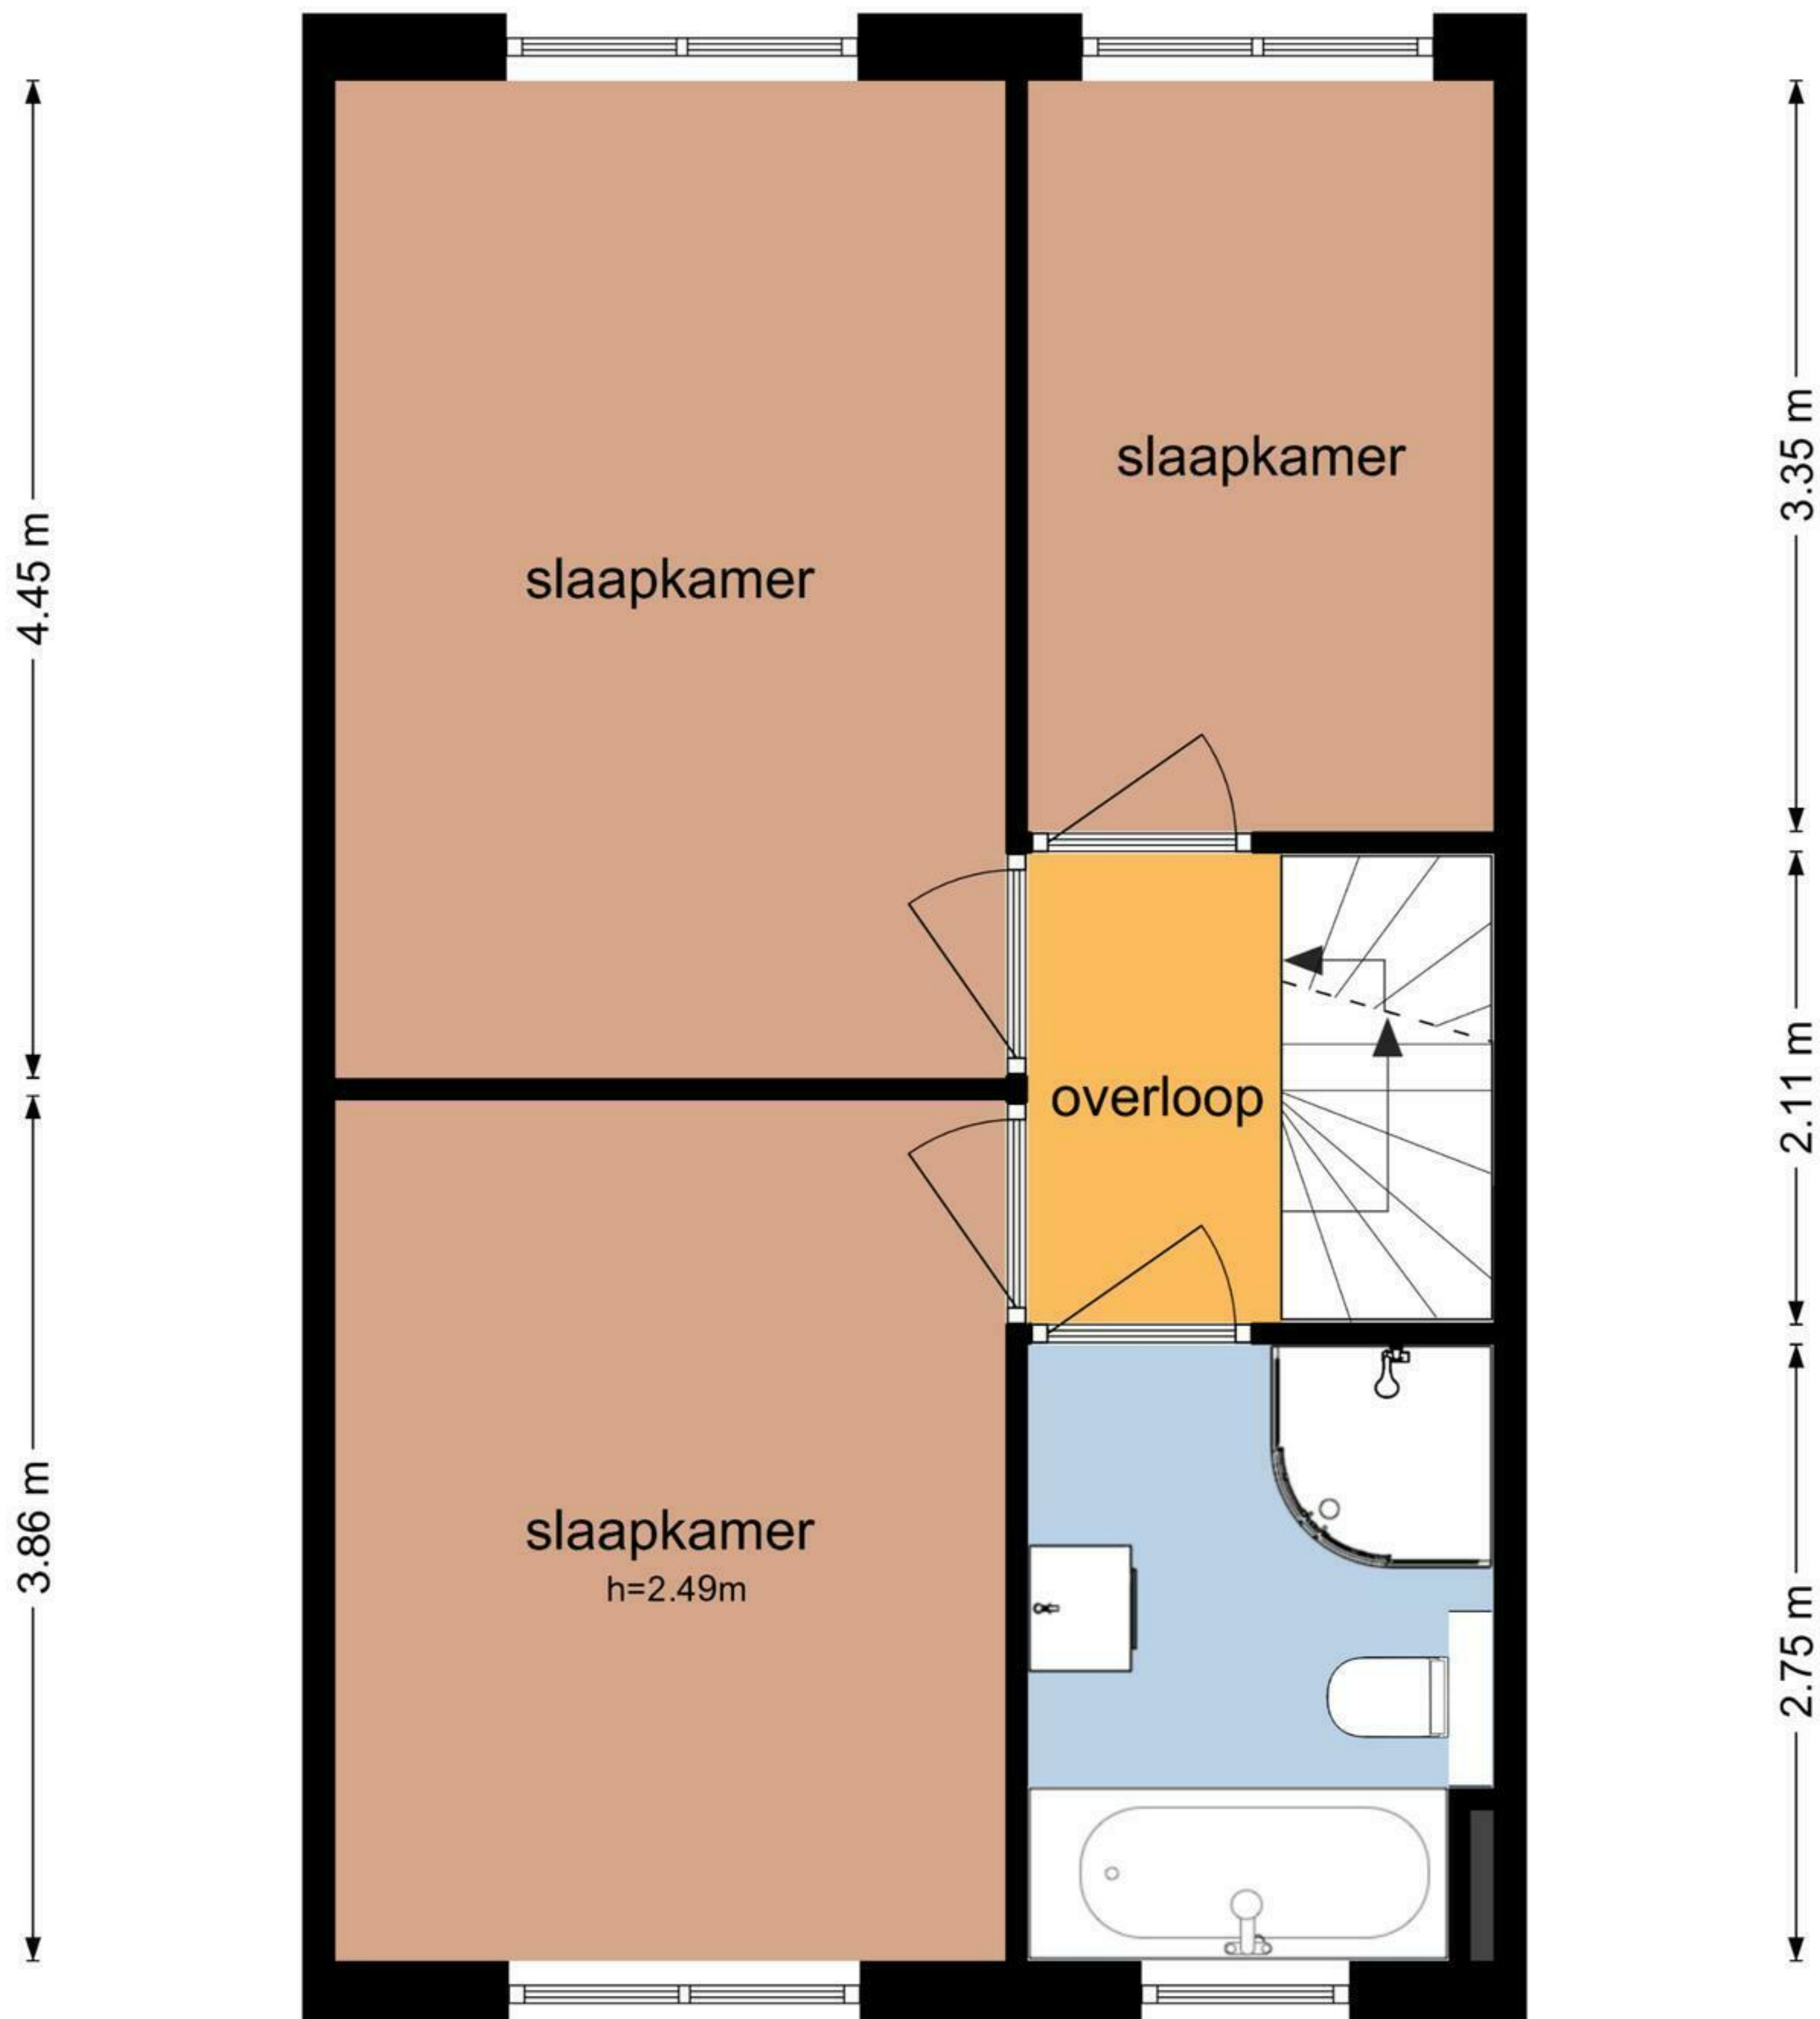 slaapkamer
slaapkamer
overloop
slaapkamer
h=2.49m
4.45 m
3.86 m
3.35 m
2.11 m
2.75 m